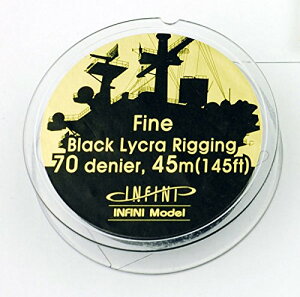 Fine
Black Lycra Rigging
70 denier, 45m(145ft)
INFINI
INFINI Model